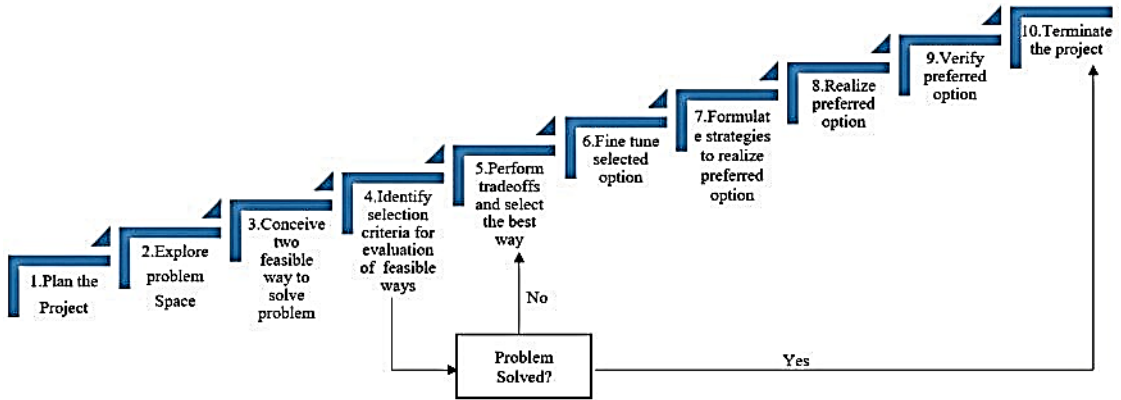 1.Plan the
Project
2.Explore
problem
Space
3.Conceive
two
feasible
way to
solve
problem
4.Identify
selection
criteria for
evaluation
of feasible
ways
5.Perform
tradeoffs
and select
the best
way
6.Fine tune
selected
option
7.Formulat
e strategies
to realize
preferred
option
8.Realize
preferred
option
9.Verify
preferred
option
10.Terminate
the project
No
Problem
Solved?
Yes